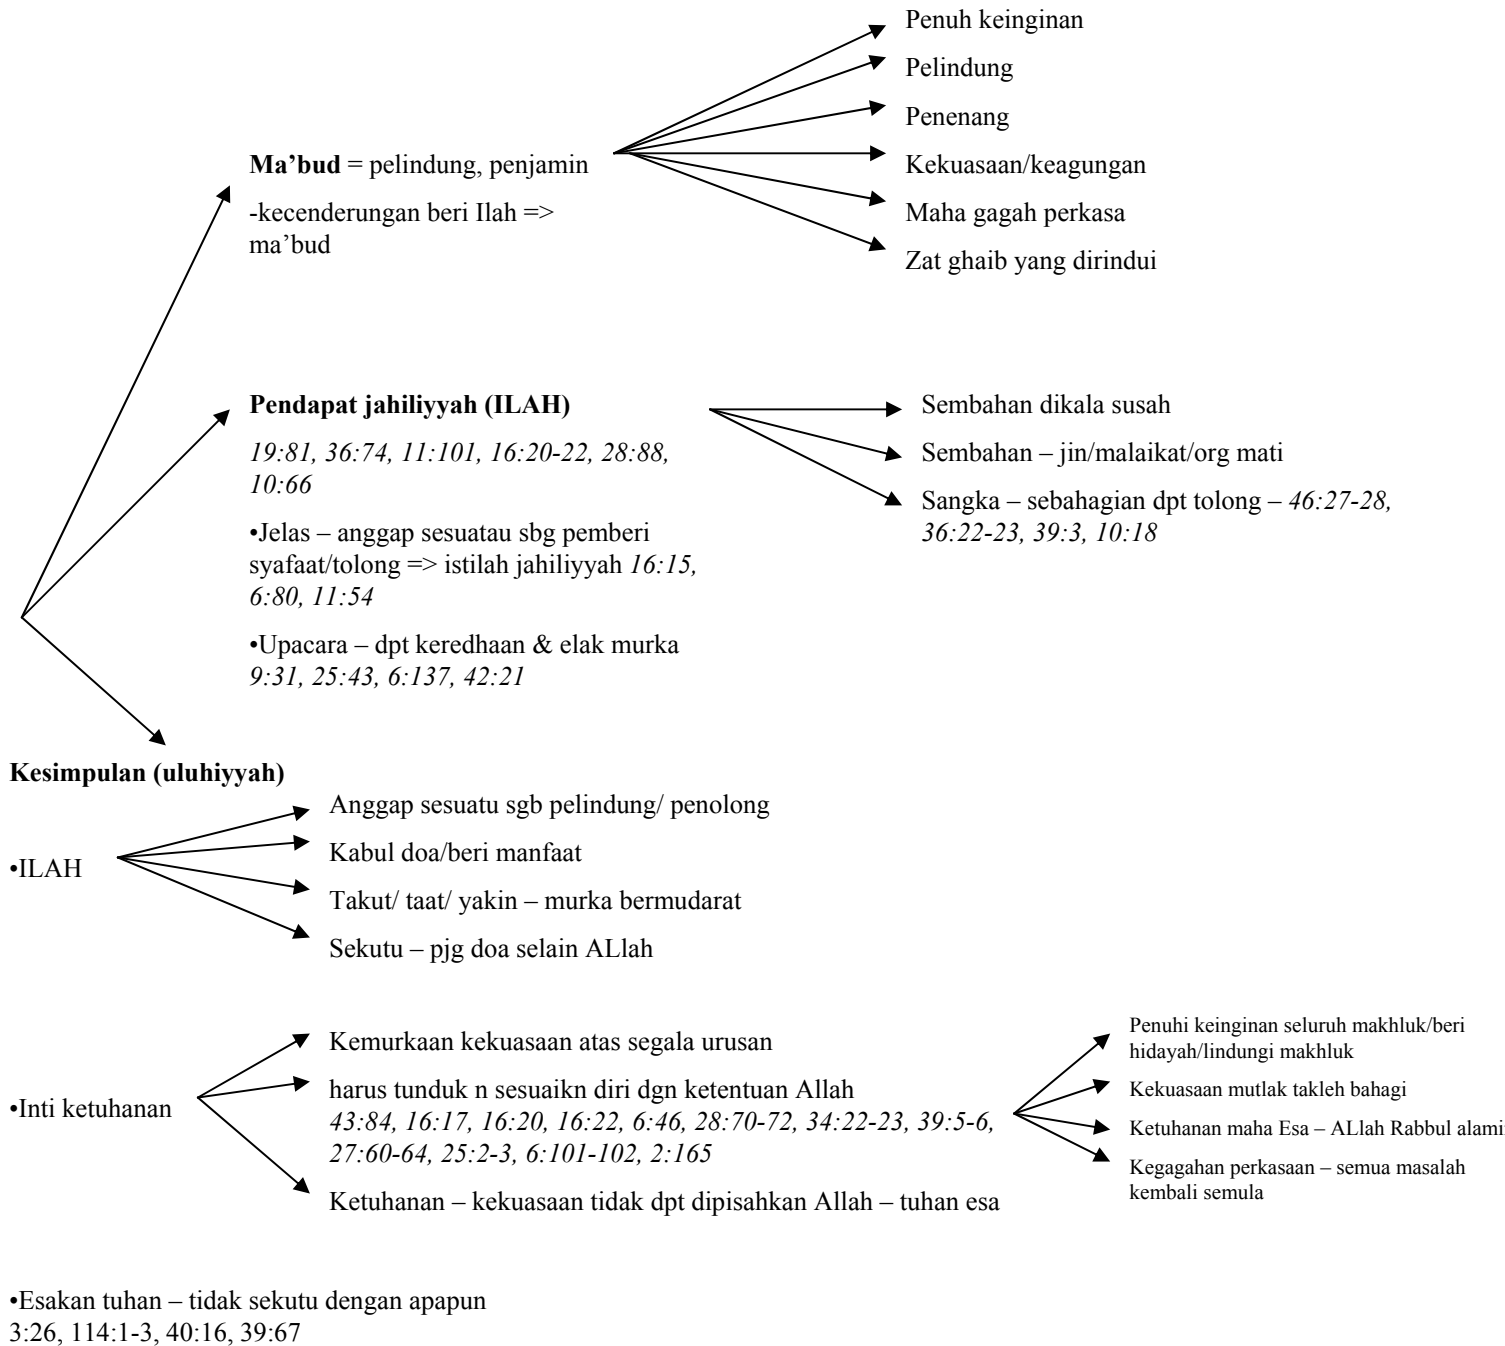 Penuh keinginan
Pelindung
Penenang
Kekuasaan/keagungan
Maha gagah perkasa
Zat ghaib yang dirindui
Ma’bud = pelindung, penjamin
-kecenderungan beri Ilah =>
ma’bud
Pendapat jahiliyyah (ILAH)
19:81, 36:74, 11:101, 16:20-22, 28:88,
10:66
•Jelas – anggap sesuatu sbg pemberi
syafaat/tolong => istilah jahiliyyah 16:15,
6:80, 11:54
•Upacara – dpt keredhaan & elak murka
9:31, 25:43, 6:137, 42:21
Sembahan dikala susah
Sembahan – jin/malaikat/org mati
Sangka – sebahagian dpt tolong – 46:27-28,
36:22-23, 39:3, 10:18
Kesimpulan (uluhiyyah)
•ILAH
Anggap sesuatu sgb pelindung/ penolong
Kabul doa/beri manfaat
Takut/ taat/ yakin – murka bermudarat
Sekutu – pjg doa selain ALlah
•Inti ketuhanan
Kemurkaan kekuasaan atas segala urusan
harus tunduk n sesuaikn diri dgn ketentuan Allah
43:84, 16:17, 16:20, 16:22, 6:46, 28:70-72, 34:22-23, 39:5-6,
27:60-64, 25:2-3, 6:101-102, 2:165
Ketuhanan – kekuasaan tidak dpt dipisahkan Allah – tuhan esa
Penuhi keinginan seluruh makhluk/beri
hidayah/lindungi makhluk
Kekuasaan mutlak takleh bahagi
Ketuhanan maha Esa – ALlah Rabbul alami
Kegagahan perkasaan – semua masalah
kembali semula
•Esakan tuhan – tidak sekutu dengan apapun
3:26, 114:1-3, 40:16, 39:67